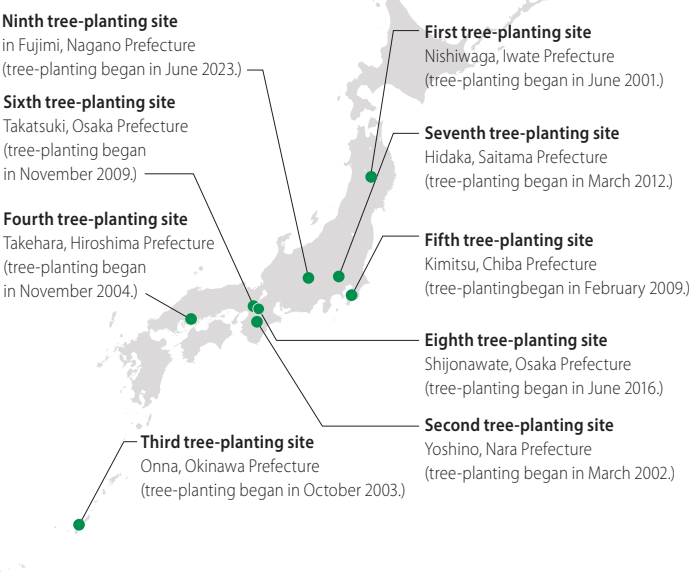 Ninth tree-planting site
in Fujimi, Nagano Prefecture
(tree-planting began in June 2023.)
Sixth tree-planting site
Takatsuki, Osaka Prefecture
(tree-planting began
in November 2009.)
Fourth tree-planting site
Takehara, Hiroshima Prefecture
(tree-planting began
in November 2004.)
First tree-planting site
Nishiwaga, Iwate Prefecture
(tree-planting began in June 2001.)
Seventh tree-planting site
Hidaka, Saitama Prefecture
(tree-planting began in March 2012.)
Fifth tree-planting site
Kimitsu, Chiba Prefecture
(tree-plantingbegan in February 2009.)
Eighth tree-planting site
Shijonawate, Osaka Prefecture
(tree-planting began in June 2016.)
Second tree-planting site
Yoshino, Nara Prefecture
(tree-planting began in March 2002.)
Third tree-planting site
Onna, Okinawa Prefecture
(tree-planting began in October 2003.)